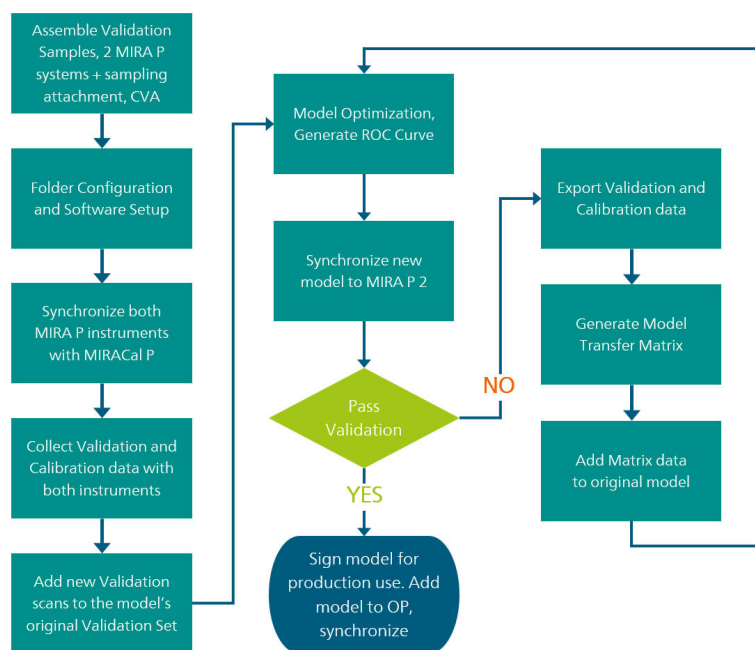 Assemble Validation
Samples, 2 MIRA P
systems + sampling
attachment, CVA
Folder Configuration
and Software Setup
Synchronize both
MIRA P instruments
with MIRACal P
Collect Validation and
Calibration data with
both instruments
Add new Validation
scans to the model's
original Validation Set
Model Optimization,
Generate ROC Curve
Synchronize new
model to MIRA P 2
Pass
Validation
YES
Sign model for
production use. Add
model to OP,
synchronize
NO
Export Validation and
Calibration data
Generate Model
Transfer Matrix
Add Matrix data
to original model